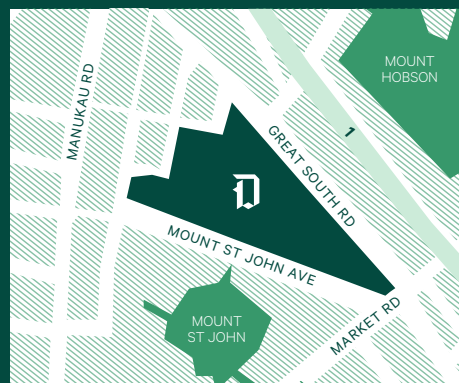 MOUNT
HOBSON
MANUKAU RD
1
GREAT SOUTH RD
D
MOUNT ST JOHN AVE
MOUNT
ST JOHN
MARKET RD